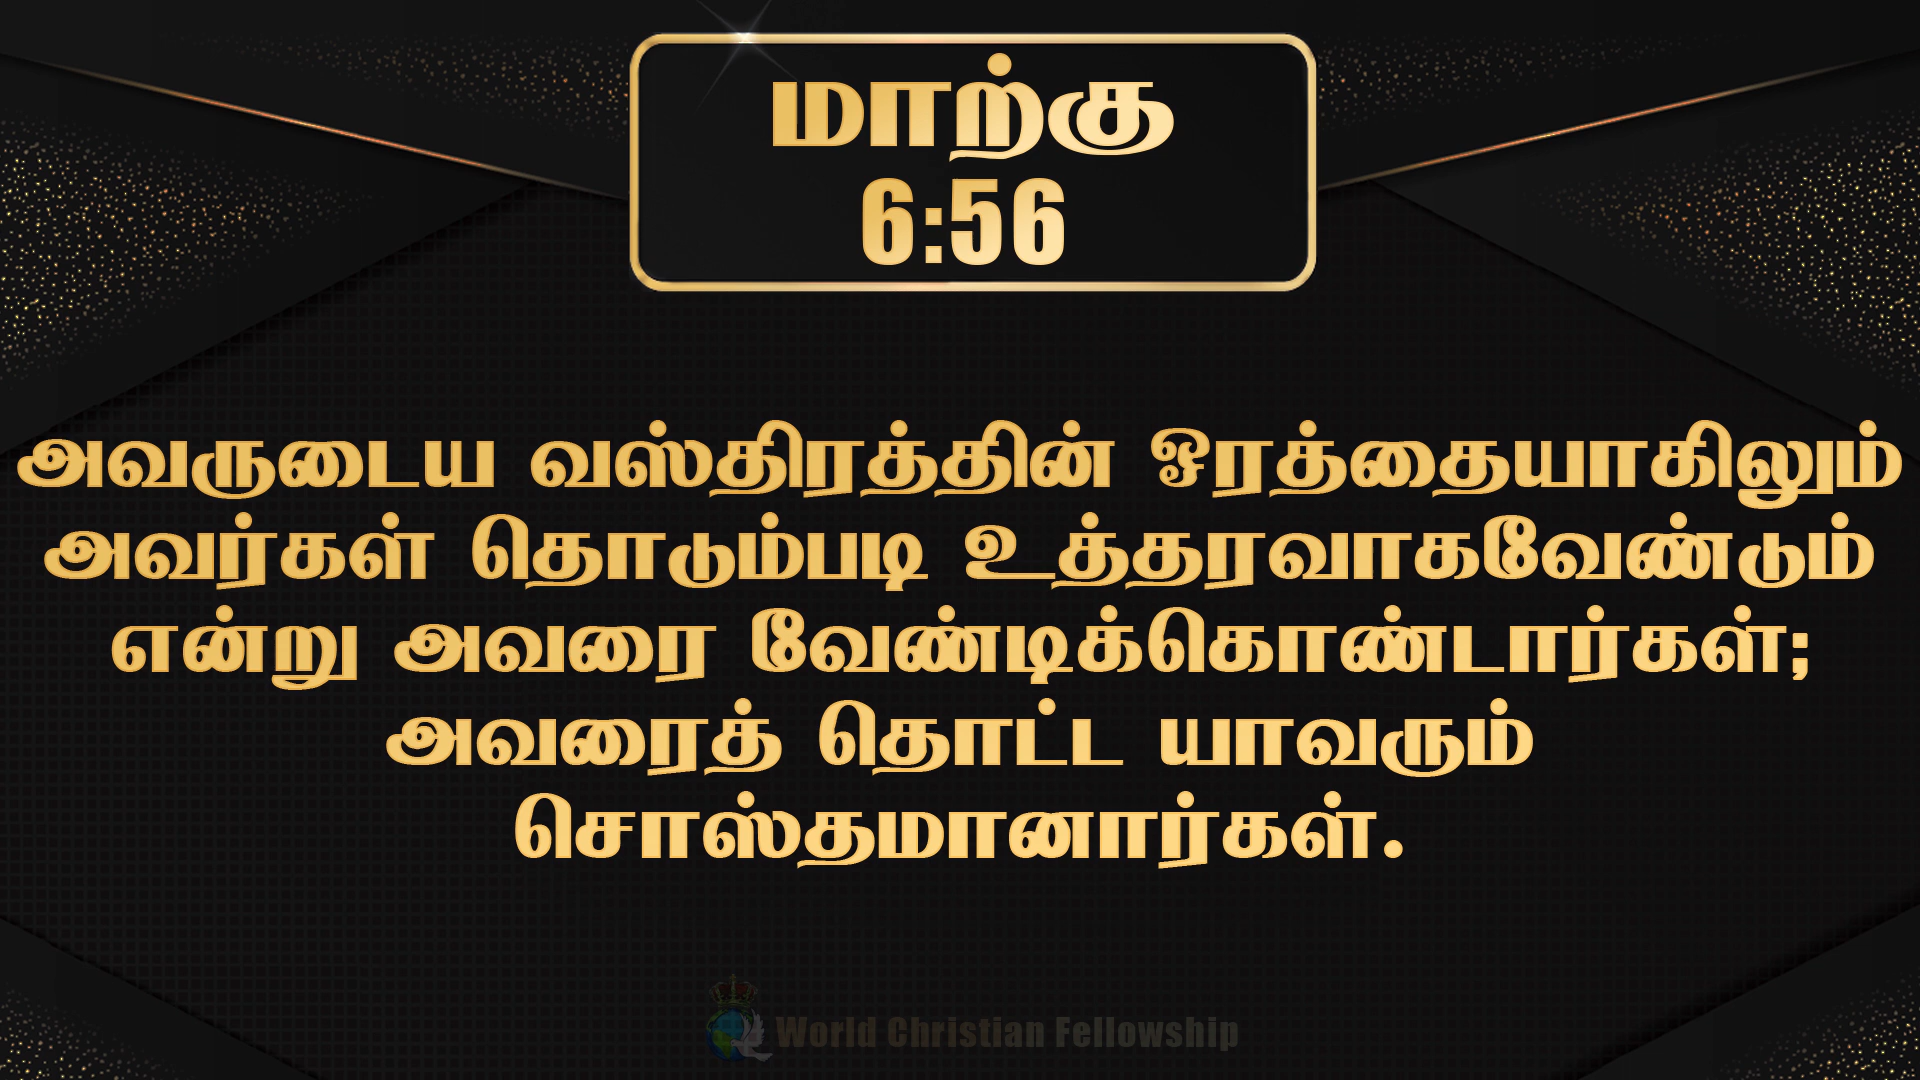 மாற்கு
6:56
அவருடைய வஸ்திரத்தின் ஓரத்தையாகிலும்
அவர்கள் தொடும்படி உத்தரவாகவேண்டும்
என்று அவரை வேண்டிக்கொண்டார்கள்;
அவரைத் தொட்ட யாவரும்
சொஸ்தமானார்கள்.
World Christian Fellowship